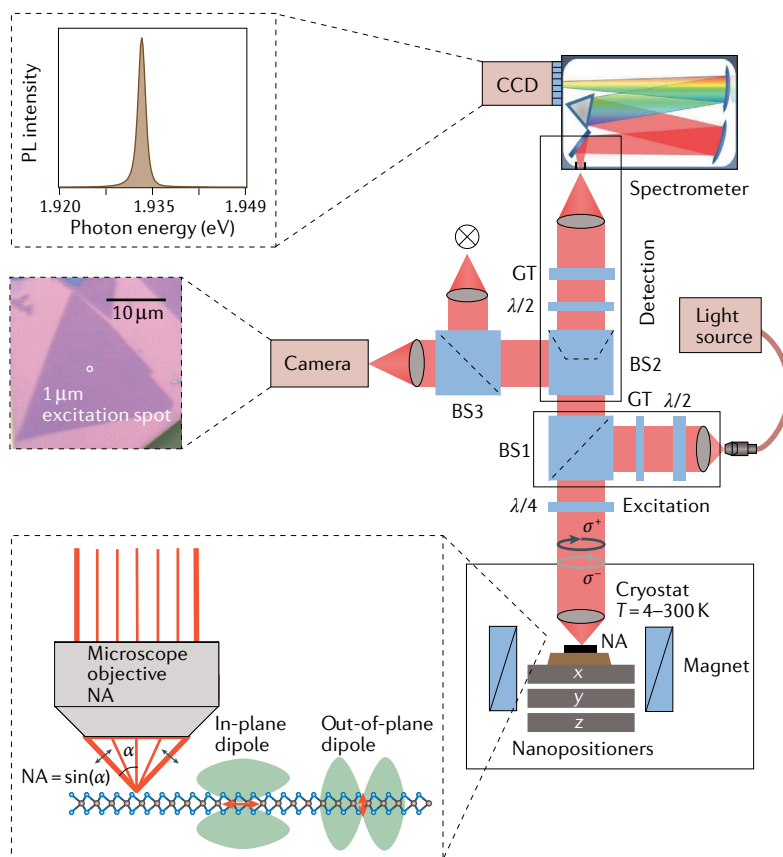 PL intensity
1.920
1.935
1.949
Photon energy (eV)
CCD
Spectrometer
GT
λ/2
Detection
Light
source
10 μm
1 μm
excitation spot
Camera
BS3
BS2
GT
λ/2
BS1
λ/4
Excitation
σ+
σ−
Cryostat
T = 4–300 K
NA
Magnet
x
y
z
Nanopositioners
Microscope
objective
NA
α
NA = sin(α)
In-plane
dipole
Out-of-plane
dipole